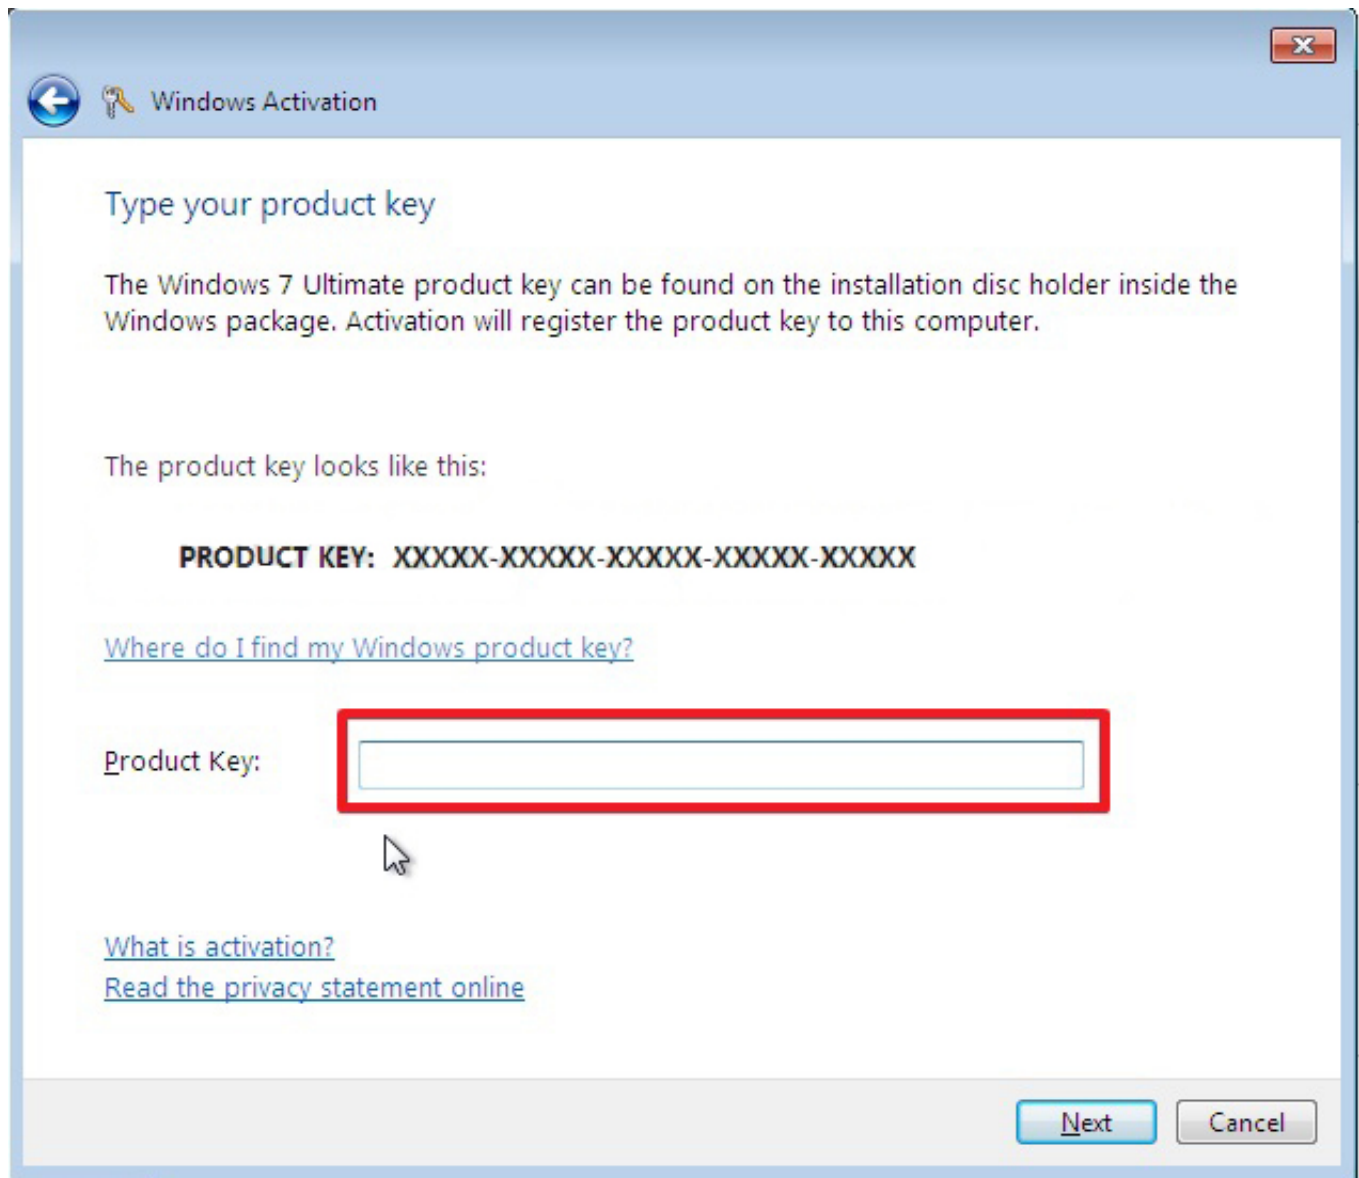 Windows Activation
Type your product key
The Windows 7 Ultimate product key can be found on the installation disc holder inside the
Windows package. Activation will register the product key to this computer.
The product key looks like this:
PRODUCT KEY: XXXXX-XXXXX-XXXXX-XXXXX-XXXXX
Where do I find my Windows product key?
Product Key:
What is activation?
Read the privacy statement online
Next Cancel